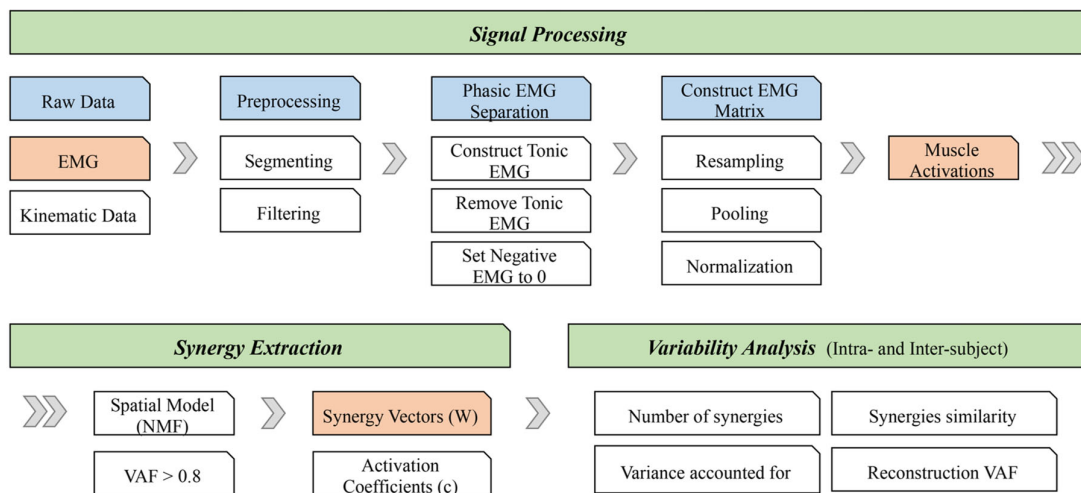 Signal Processing
Raw Data
EMG
Kinematic Data
Preprocessing
Segmenting
Filtering
Phasic EMG
Separation
Construct Tonic
EMG
Remove Tonic
EMG
Set Negative
EMG to 0
Construct EMG
Matrix
Resampling
Pooling
Normalization
Muscle
Activations
Synergy Extraction
Spatial Model
(NMF)
VAF > 0.8
Synergy Vectors (W)
Activation
Coefficients (c)
Variability Analysis (Intra- and Inter-subject)
Number of synergies
Synergies similarity
Variance accounted for
Reconstruction VAF